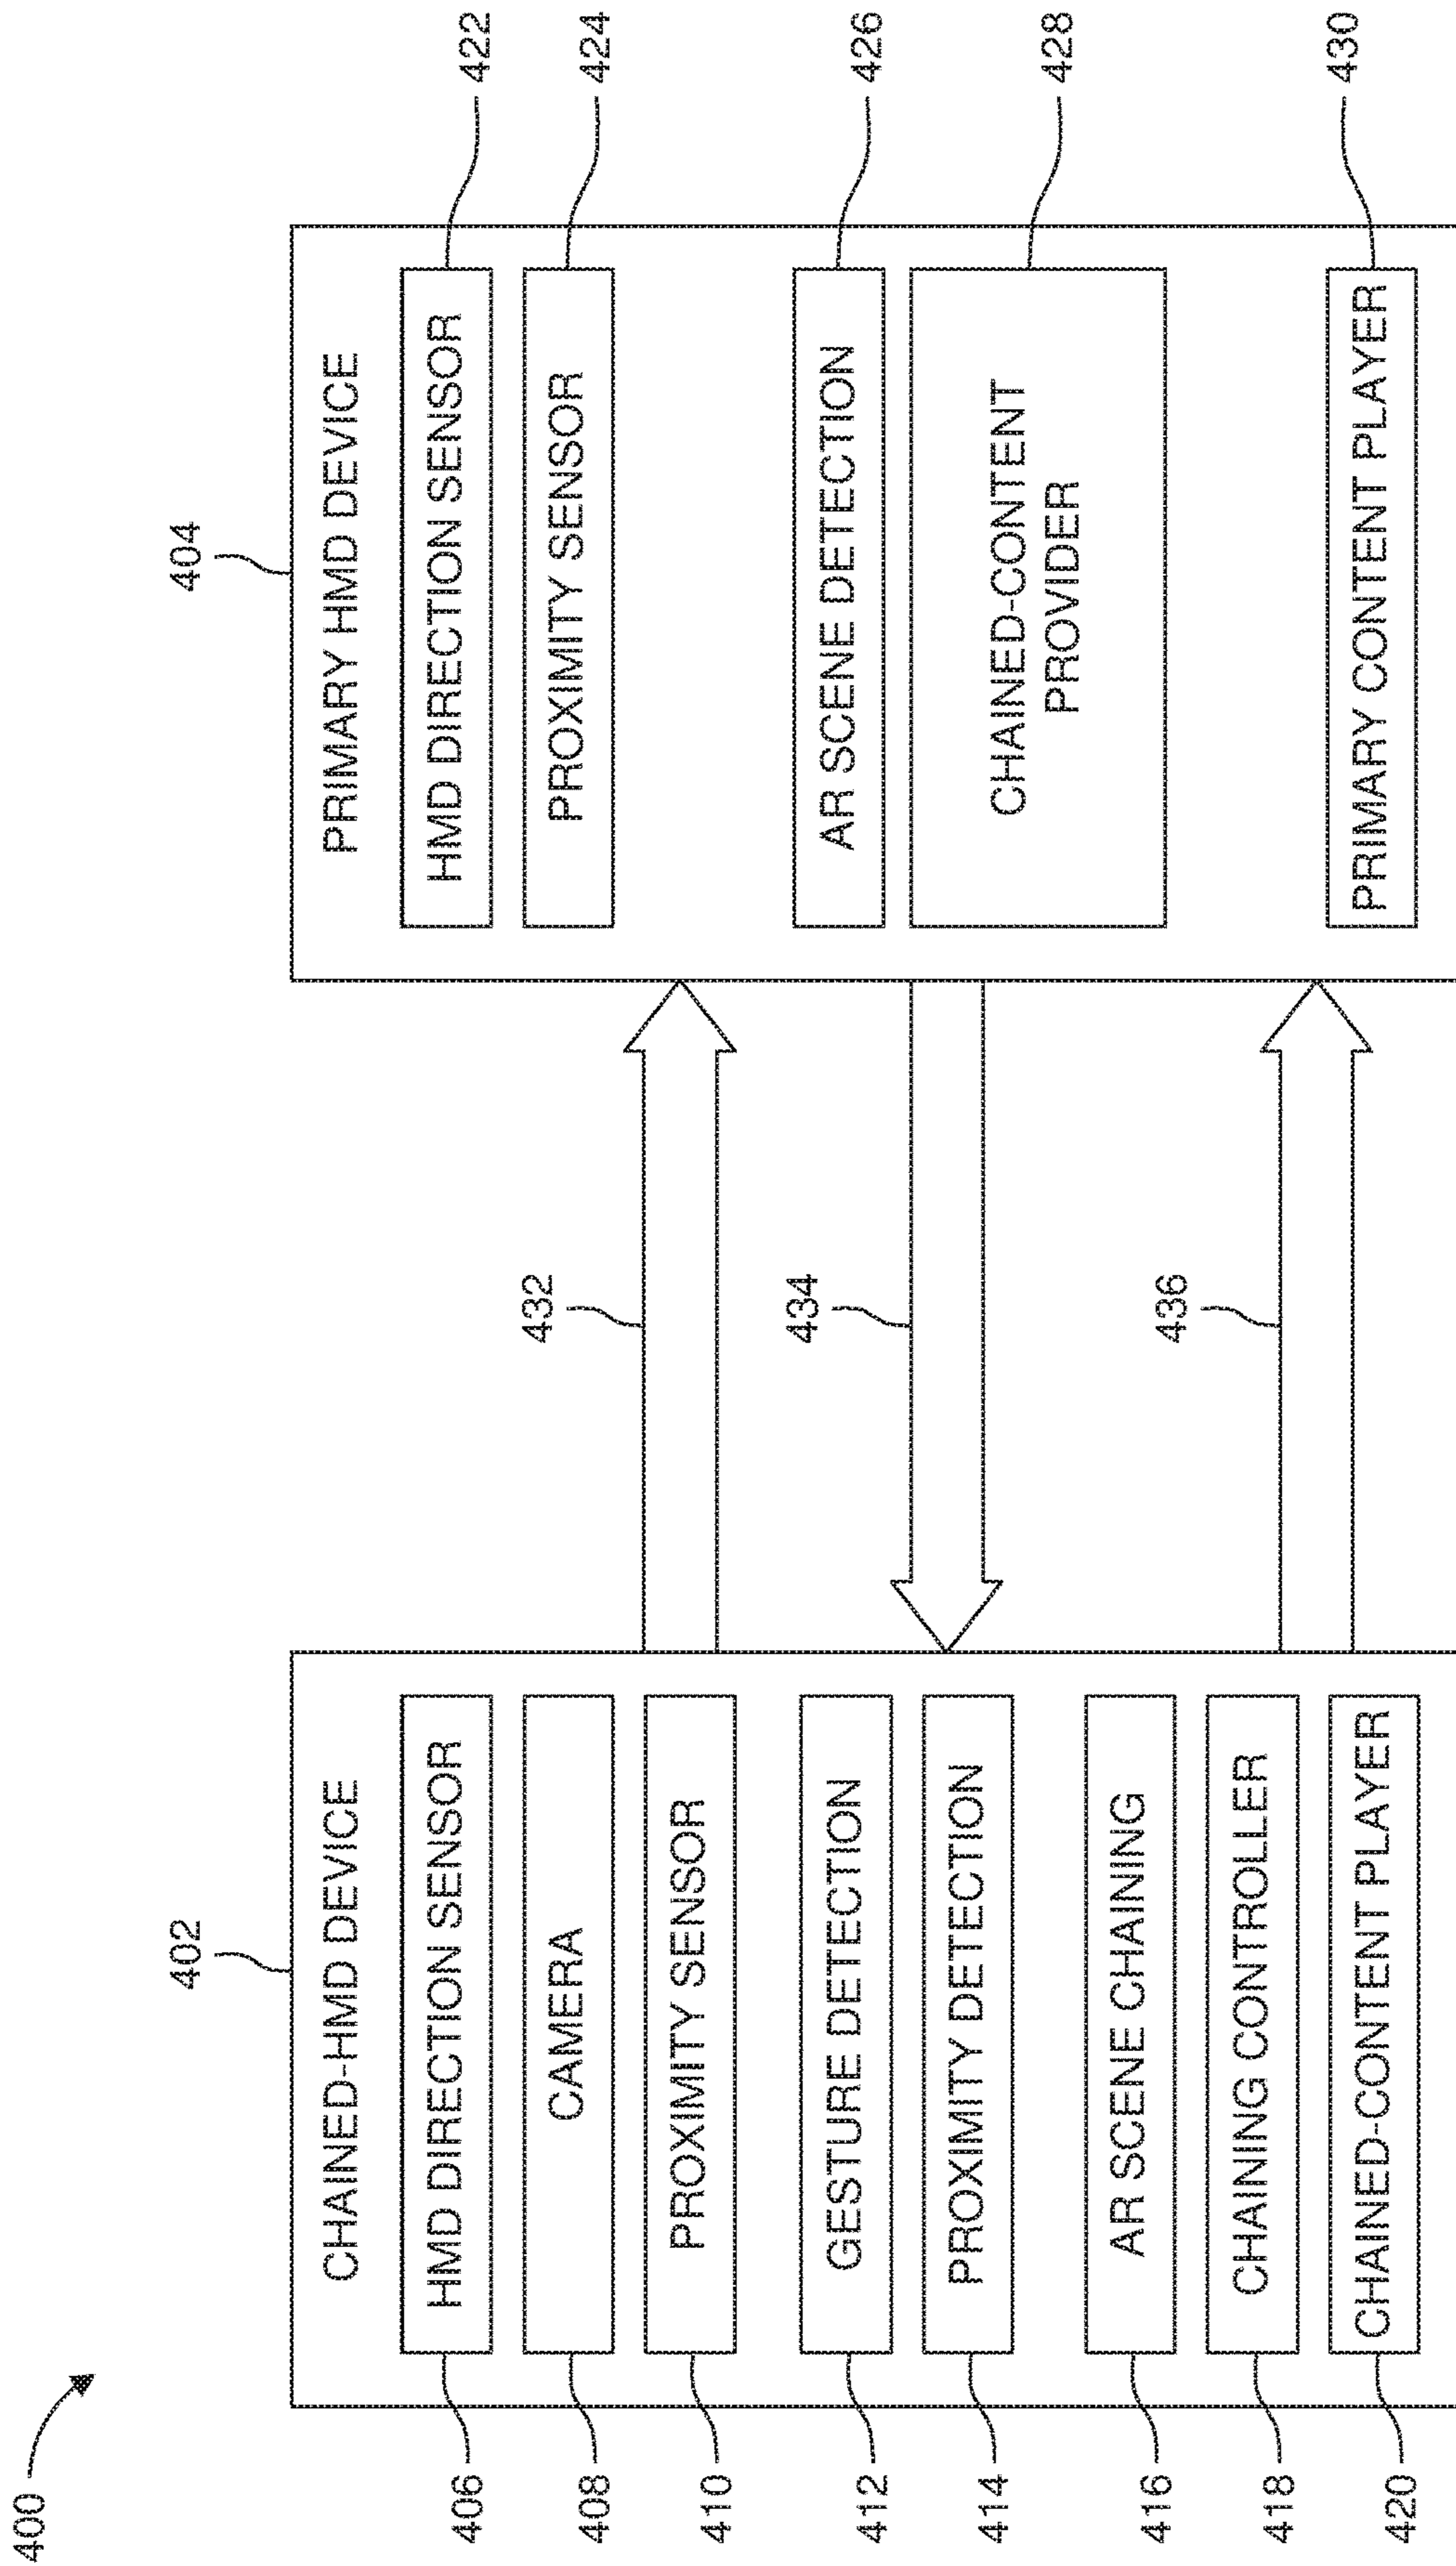 400
402
CHAINED-HMD DEVICE
406
HMD DIRECTION SENSOR
408
CAMERA
410
PROXIMITY SENSOR
412
GESTURE DETECTION
414
PROXIMITY DETECTION
416
AR SCENE CHAINING
418
CHAINING CONTROLLER
420
CHAINED-CONTENT PLAYER
432
434
436
404
PRIMARY HMD DEVICE
HMD DIRECTION SENSOR
422
PROXIMITY SENSOR
424
AR SCENE DETECTION
426
CHAINED-CONTENT
PROVIDER
428
PRIMARY CONTENT PLAYER
430